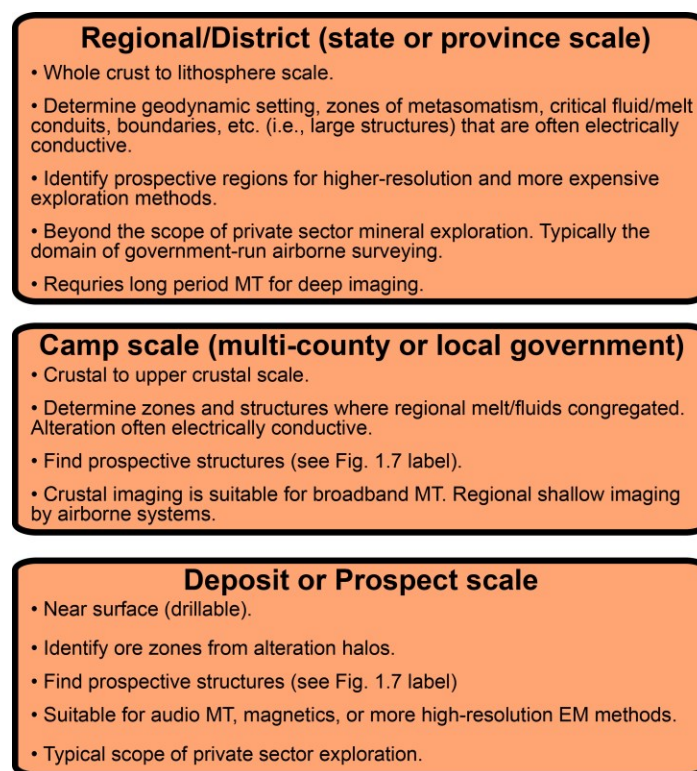 Regional/District (state or province scale)
• Whole crust to lithosphere scale.
• Determine geodynamic setting, zones of metasomatism, critical fluid/melt
conduits, boundaries, etc. (i.e., large structures) that are often electrically
conductive.
• Identify prospective regions for higher-resolution and more expensive
exploration methods.
• Beyond the scope of private sector mineral exploration. Typically the
domain of government-run airborne surveying.
• Requries long period MT for deep imaging.
Camp scale (multi-county or local government)
• Crustal to upper crustal scale.
• Determine zones and structures where regional melt/fluids congregated.
Alteration often electrically conductive.
• Find prospective structures (see Fig. 1.7 label).
• Crustal imaging is suitable for broadband MT. Regional shallow imaging
by airborne systems.
Deposit or Prospect scale
• Near surface (drillable).
• Identify ore zones from alteration halos.
• Find prospective structures (see Fig. 1.7 label)
• Suitable for audio MT, magnetics, or more high-resolution EM methods.
• Typical scope of private sector exploration.